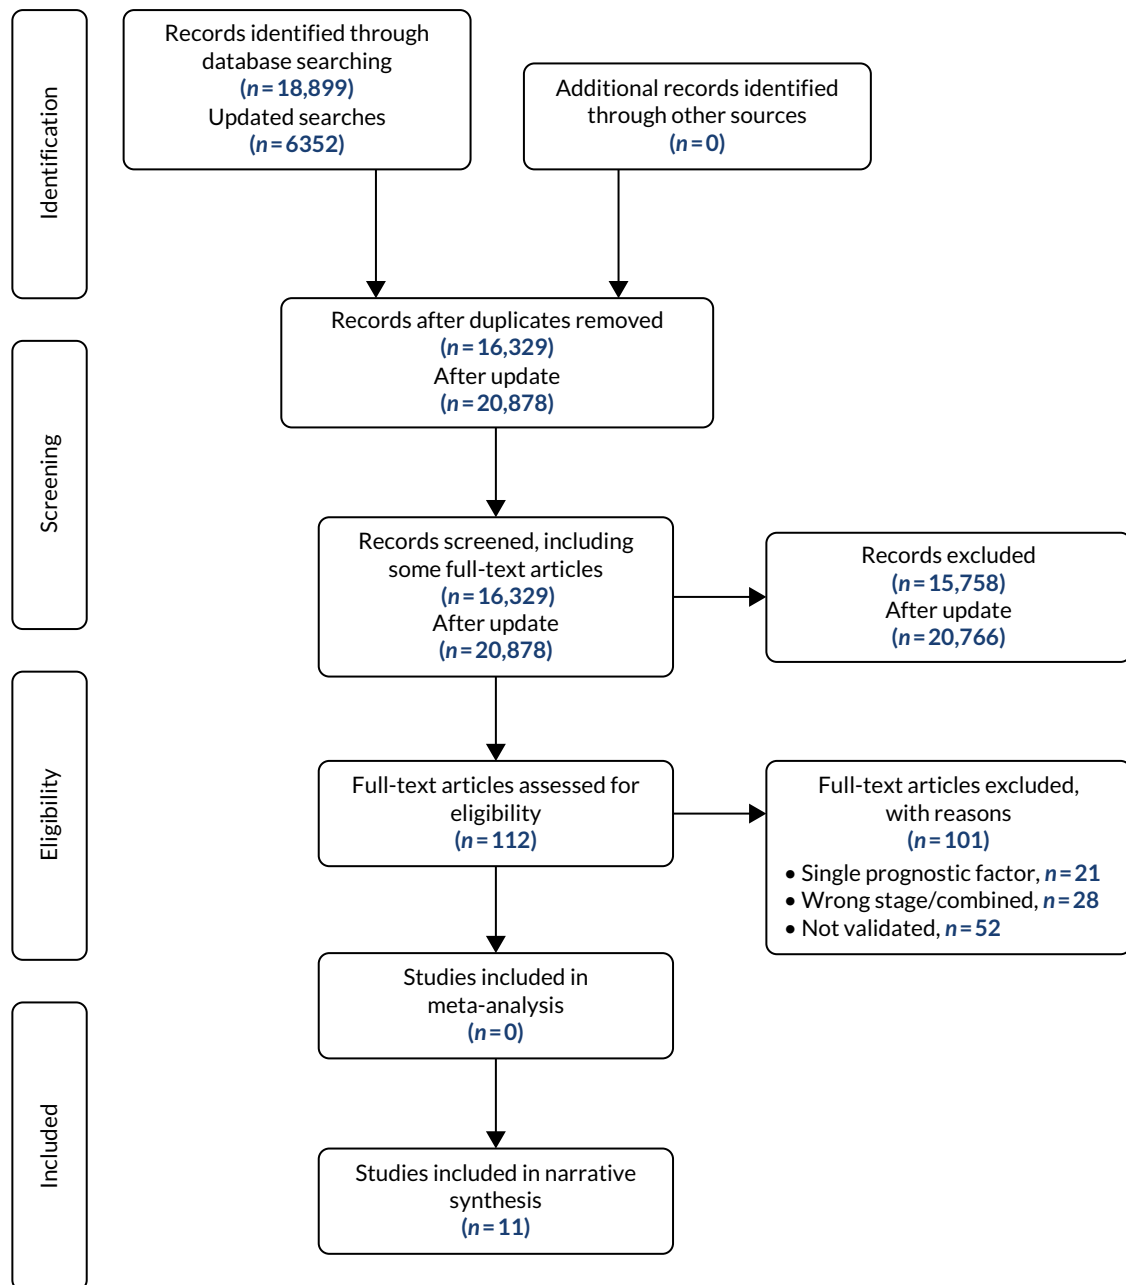 Identification
Records identified through
database searching
(n=18,899)
Updated searches
(n=6352)
Additional records identified
through other sources
(n=0)
Records after duplicates removed
(n=16,329)
After update
(n=20,878)
Screening
Records screened, including
some full-text articles
(n=16,329)
After update
(n=20,878)
Records excluded
(n=15,758)
After update
(n=20,766)
Eligibility
Full-text articles assessed for
eligibility
(n=112)
Full-text articles excluded,
with reasons
(n=101)
• Single prognostic factor, n=21
• Wrong stage/combined, n=28
• Not validated, n=52
Included
Studies included in
meta-analysis
(n=0)
Studies included in narrative
synthesis
(n=11)